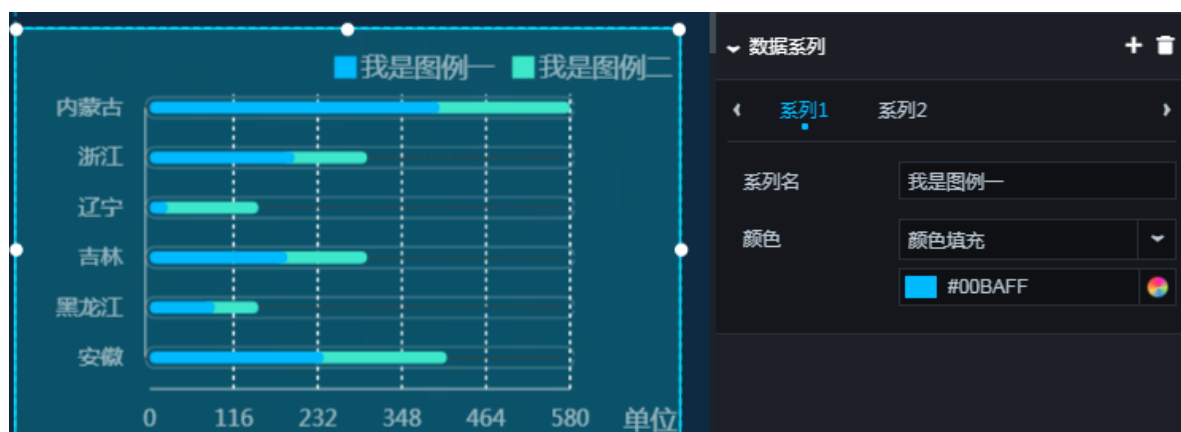 我是图例一 我是图例二
内蒙古
浙江
辽宁
吉林
黑龙江
安徽
0 116 232 348 464 580 单位
数据系列
系列1 系列2
系列名 我是图例一
颜色 颜色填充
#00BAFF